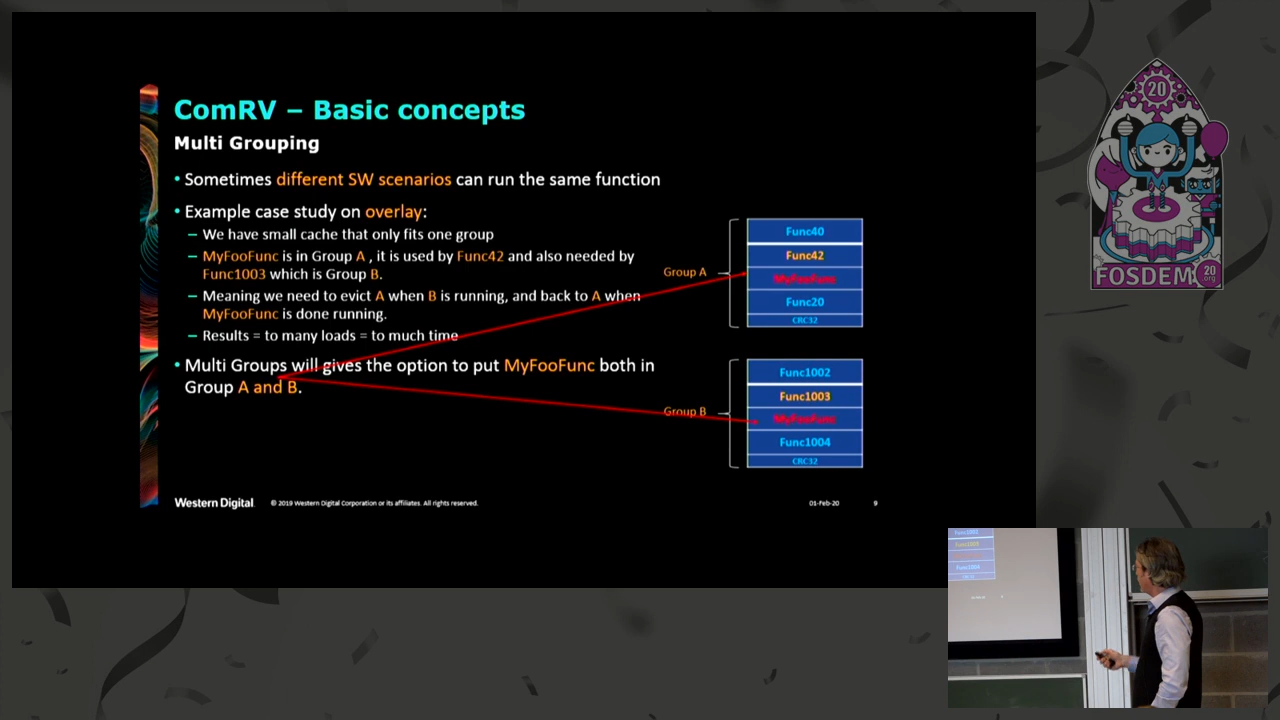 ComRV – Basic concepts
Multi Grouping
• Sometimes different SW scenarios can run the same function
• Example case study on overlay:
– We have small cache that only fits one group
– MyFooFunc is in Group A , it is used by Func42 and also needed by
Func1003 which is Group B.
– Meaning we need to evict A when B is running, and back to A when
MyFooFunc is done running.
– Results = to many loads = to much time
• Multi Groups will gives the option to put MyFooFunc both in
Group A and B.
Group A
Func40
Func42
MyFooFunc
Func20
CRC32
Group B
Func1002
Func1003
MyFooFunc
Func1004
CRC32
Western Digital.
© 2019 Western Digital Corporation or its affiliates. All rights reserved.
01-Feb-20
9
20
FOSDEM
20
.org
Func1002
Func1003
Func1004